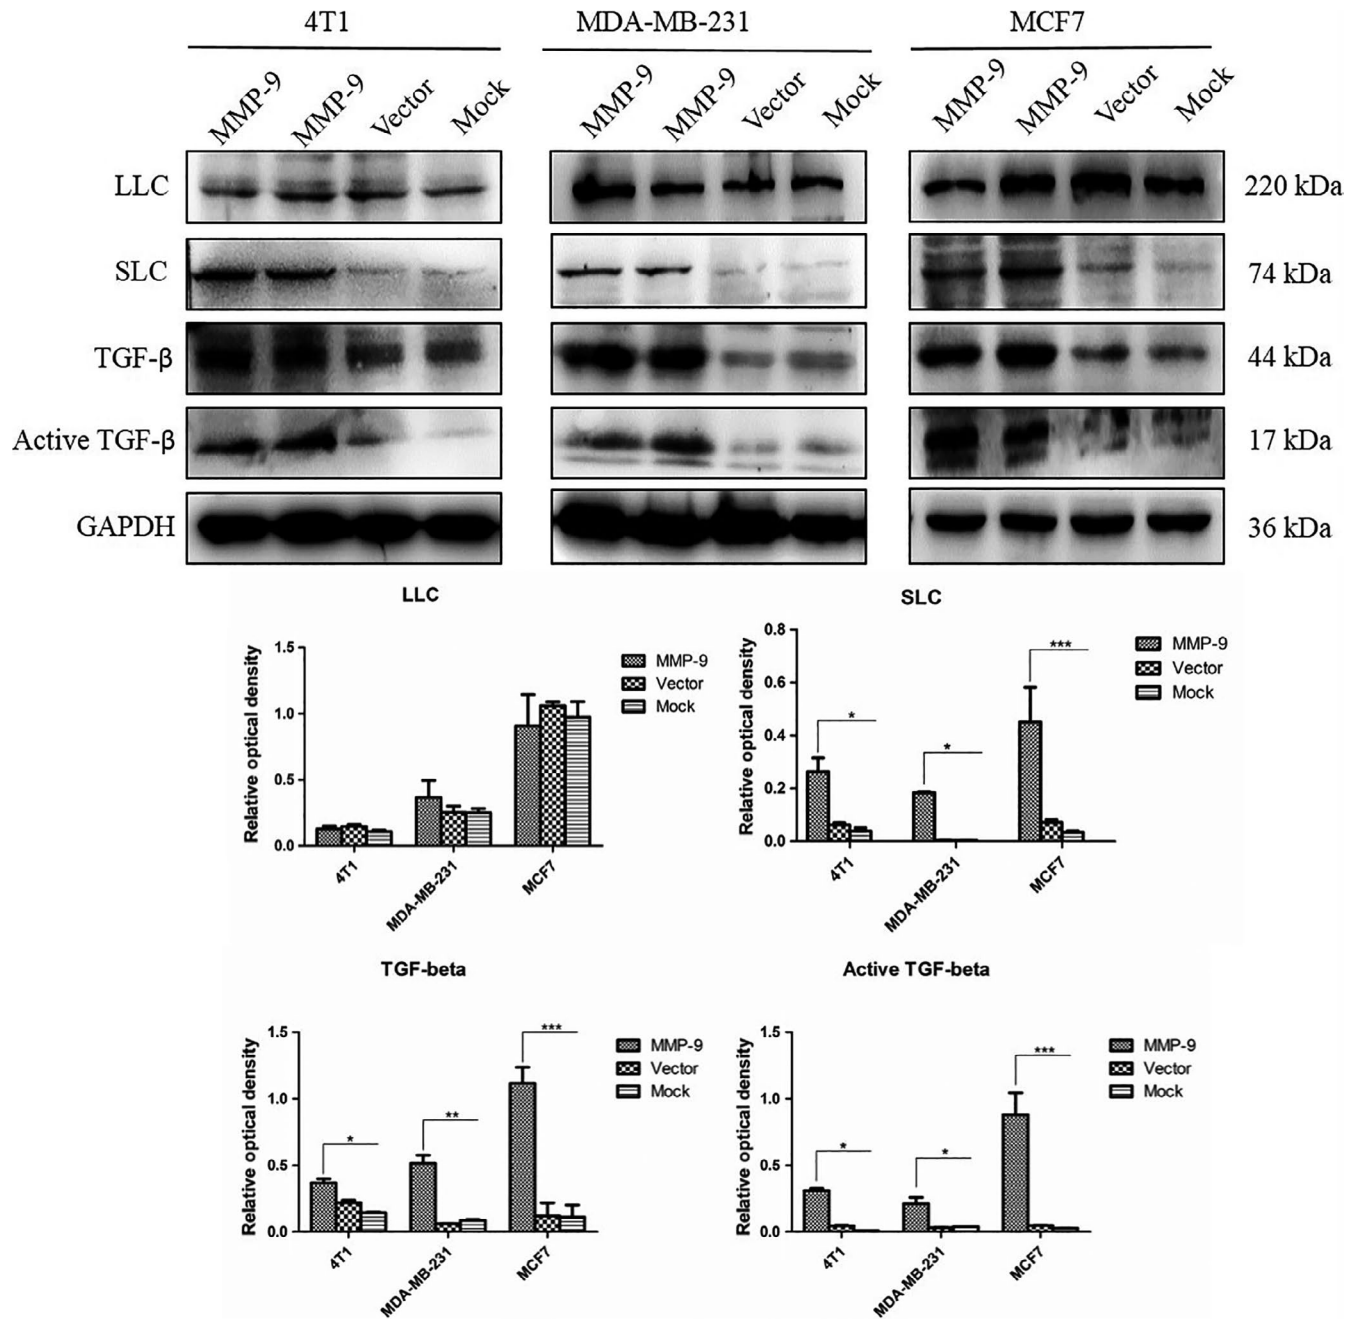 4T1 MDA-MB-231 MCF7
MMP-9 MMP-9 Vector Mock MMP-9 MMP-9 Vector Mock MMP-9 MMP-9 Vector Mock
LLC 220 kDa
SLC 74 kDa
TGF-β 44 kDa
Active TGF-β 17 kDa
GAPDH 36 kDa
LLC
Relative optical density
1.5
1.0
0.5
0.0
MMP-9
Vector
Mock
4T1 MDA-MB-231 MCF7
SLC
Relative optical density
0.8
0.6
0.4
0.2
0.0
* * ***
MMP-9
Vector
Mock
4T1 MDA-MB-231 MCF7
TGF-beta
Relative optical density
1.5
1.0
0.5
0.0
* ** ***
MMP-9
Vector
Mock
4T1 MDA-MB-231 MCF7
Active TGF-beta
Relative optical density
1.5
1.0
0.5
0.0
* * ***
MMP-9
Vector
Mock
4T1 MDA-MB-231 MCF7